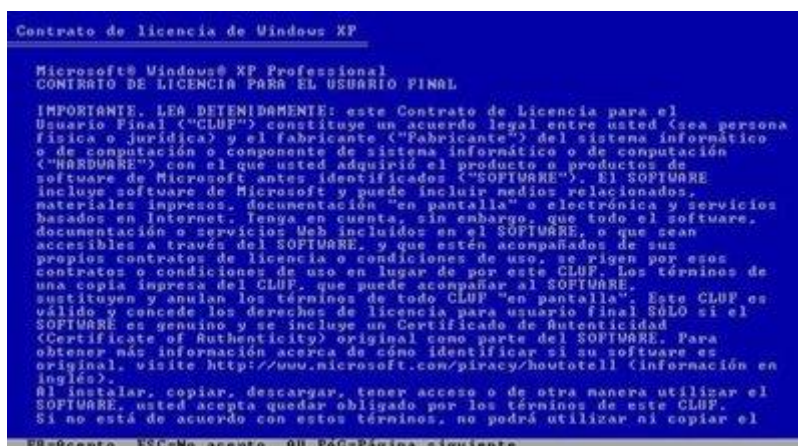 Contrato de licencia de Windows XP
Microsoft® Windows® XP Professional
CONTRATO DE LICENCIA PARA EL USUARIO FINAL
IMPORTANTE. LEA DETENIDAMENTE: este Contrato de Licencia para el
Usuario Final ("CLUF") constituye un acuerdo legal entre usted (sea persona
física o jurídica) y el fabricante ("Fabricante") del sistema informático
o de computación o componente de sistema informático o de computación
("HARDWARE") con el que usted adquirió el producto o productos de
software de Microsoft antes identificados ("SOFTWARE"). El SOFTWARE
incluye software de Microsoft y puede incluir medios relacionados,
materiales impresos, documentación "en pantalla" o electrónica y servicios
basados en Internet. Tenga en cuenta, sin embargo, que todo el software,
documentación o servicios Web incluidos en el SOFTWARE, o que sean
accesibles a través del SOFTWARE, y que estén acompañados de sus
propios contratos de licencia o condiciones de uso, se rigen por esos
contratos o condiciones de uso en lugar de por este CLUF. Los términos de
una copia impresa del CLUF, que puede acompañar al SOFTWARE,
sustituyen y anulan los términos de todo CLUF "en pantalla". Este CLUF es
válido y concede los derechos de licencia para usuario final SÓLO si el
SOFTWARE es genuino y se incluye un Certificado de Autenticidad
(Certificate of Authenticity) original como parte del SOFTWARE. Para
obtener más información acerca de cómo identificar si su software es
original, visite http://www.microsoft.com/piracy/howtotell (información en
inglés).
Al instalar, copiar, descargar, tener acceso o de otra manera utilizar el
SOFTWARE, usted acepta quedar obligado por los términos de este CLUF.
Si no está de acuerdo con estos términos, no podrá utilizar ni copiar el
F8=Acepto ESC=No acepto AV PÁG=Página siguiente